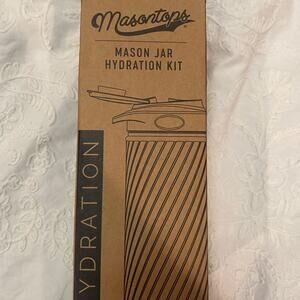 Masontops
MASON JAR
HYDRATION KIT
YDRATION